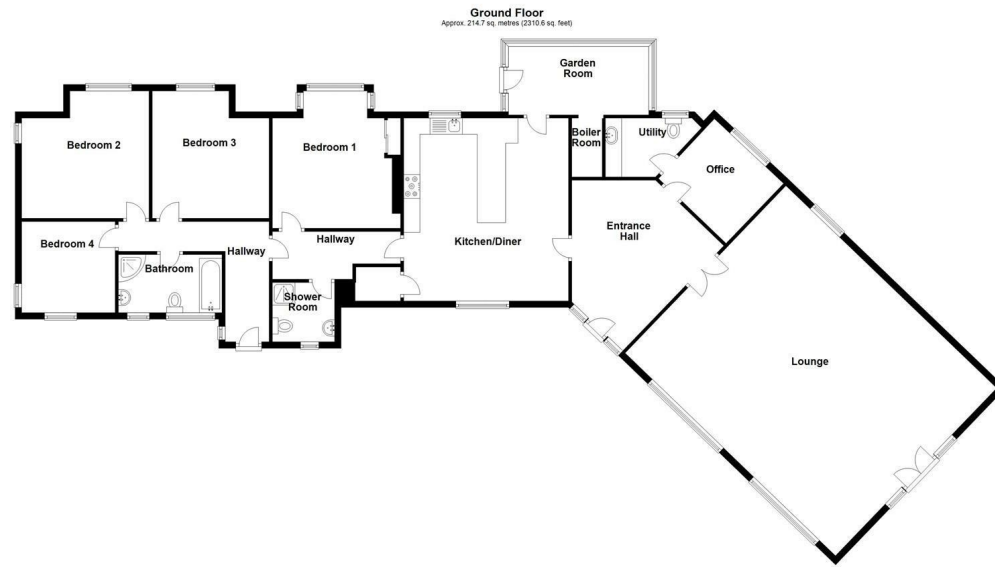 Ground Floor
Approx. 214.7 sq. metres (2310.6 sq. feet)
Garden
Room
Bedroom 2
Bedroom 3
Bedroom 1
Boiler
Room
Utility
Office
Entrance
Hall
Kitchen/Diner
Bedroom 4
Hallway
Hallway
Bathroom
Shower
Room
Lounge